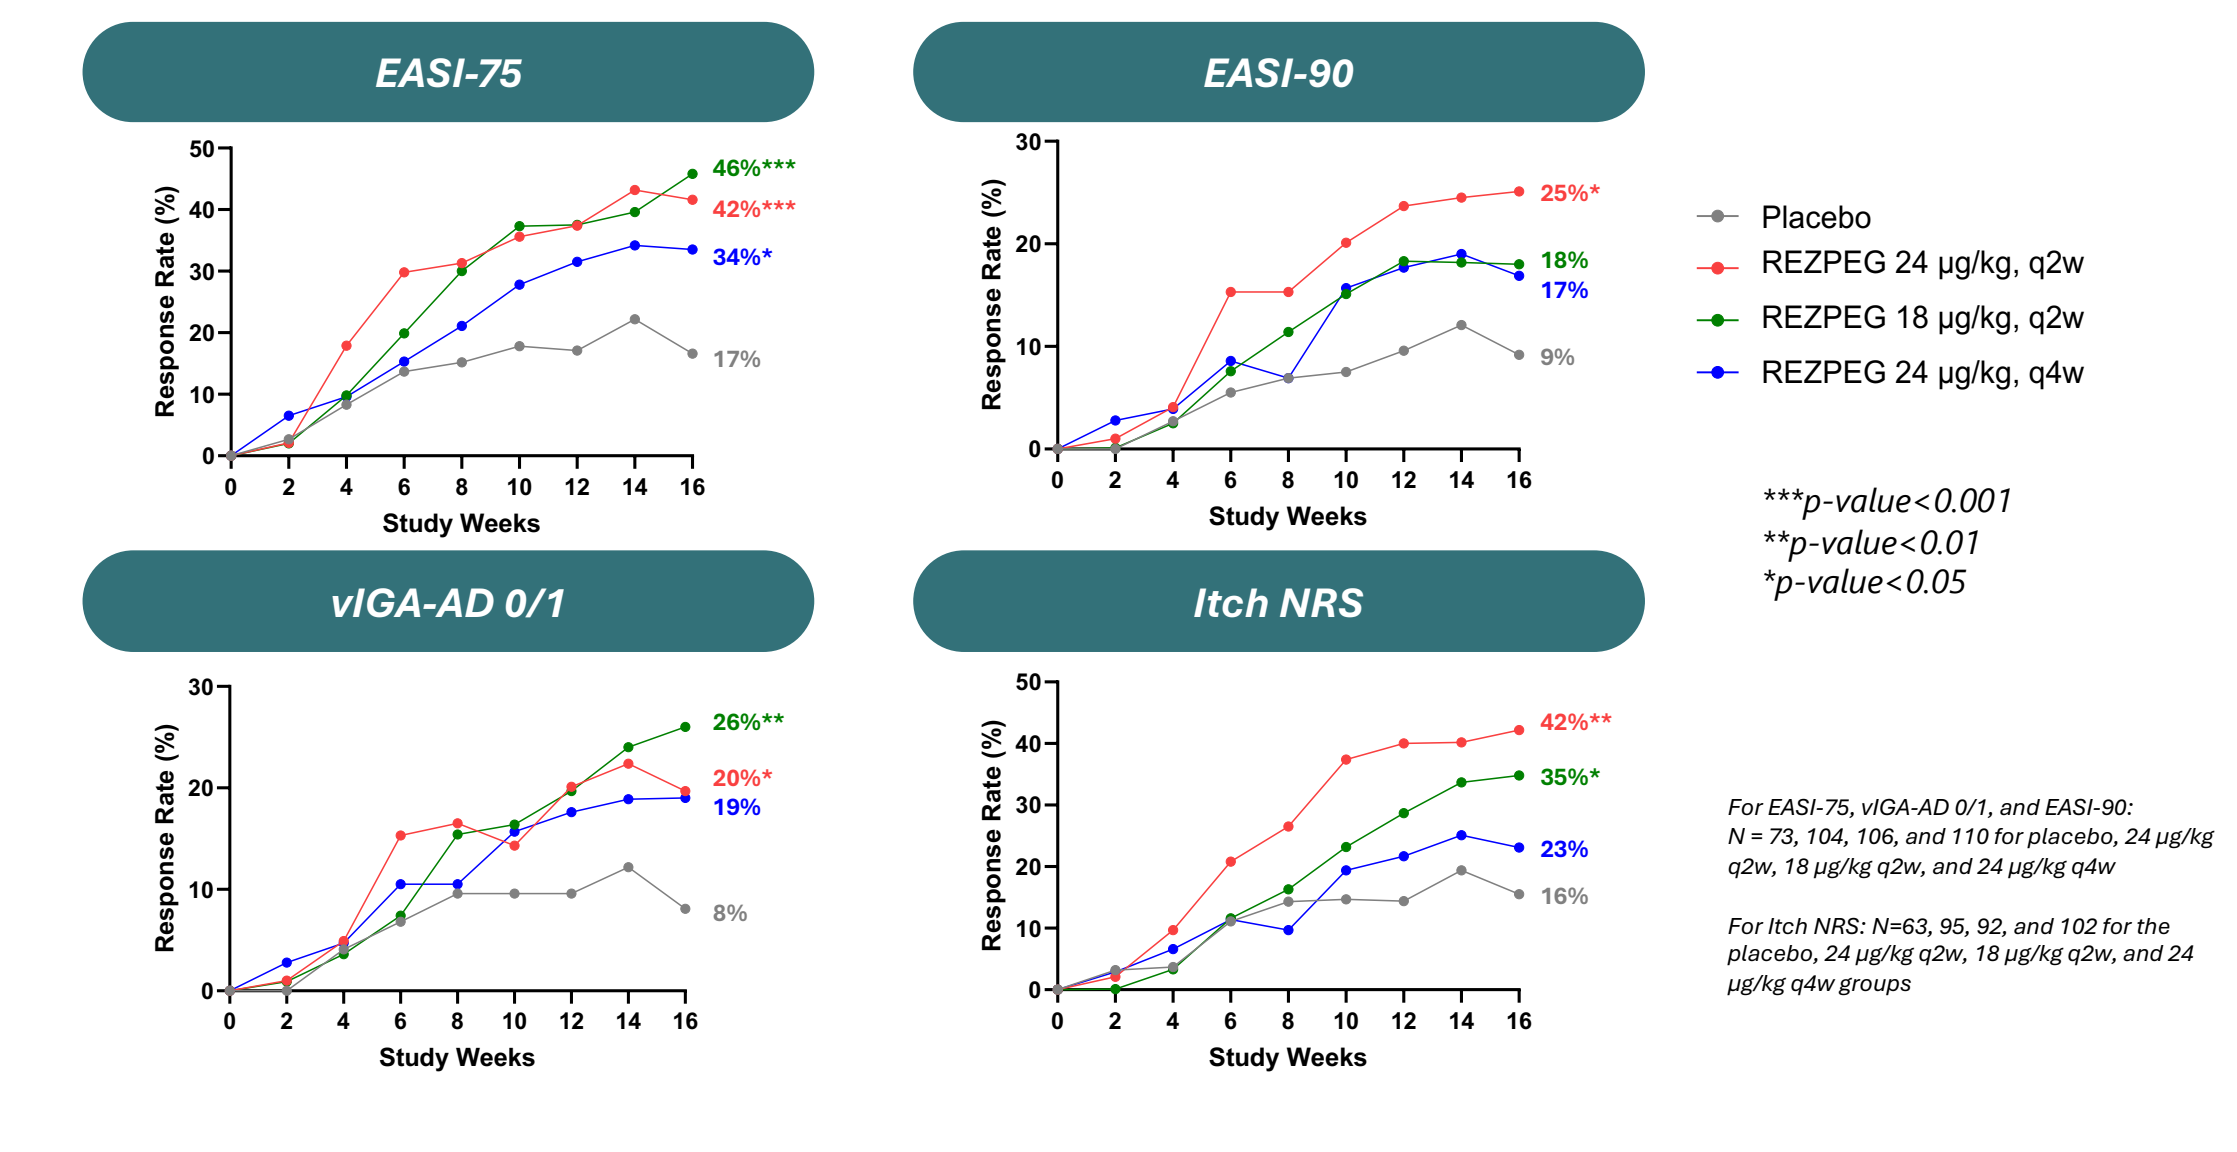 EASI-75
50
40
30
20
10
0
Response Rate (%)
0 2 4 6 8 10 12 14 16
Study Weeks
46%***
42%***
34%*
17%
EASI-90
30
20
10
0
Response Rate (%)
0 2 4 6 8 10 12 14 16
Study Weeks
25%*
18%
17%
9%
Placebo
REZPEG 24 µg/kg, q2w
REZPEG 18 µg/kg, q2w
REZPEG 24 µg/kg, q4w
***p-value<0.001
**p-value<0.01
*p-value<0.05
vIGA-AD 0/1
30
20
10
0
Response Rate (%)
0 2 4 6 8 10 12 14 16
Study Weeks
26%**
20%*
19%
8%
Itch NRS
50
40
30
20
10
0
Response Rate (%)
0 2 4 6 8 10 12 14 16
Study Weeks
42%**
35%*
23%
16%
For EASI-75, vIGA-AD 0/1, and EASI-90:
N = 73, 104, 106, and 110 for placebo, 24 µg/kg
q2w, 18 µg/kg q2w, and 24 µg/kg q4w
For Itch NRS: N=63, 95, 92, and 102 for the
placebo, 24 µg/kg q2w, 18 µg/kg q2w, and 24
µg/kg q4w groups